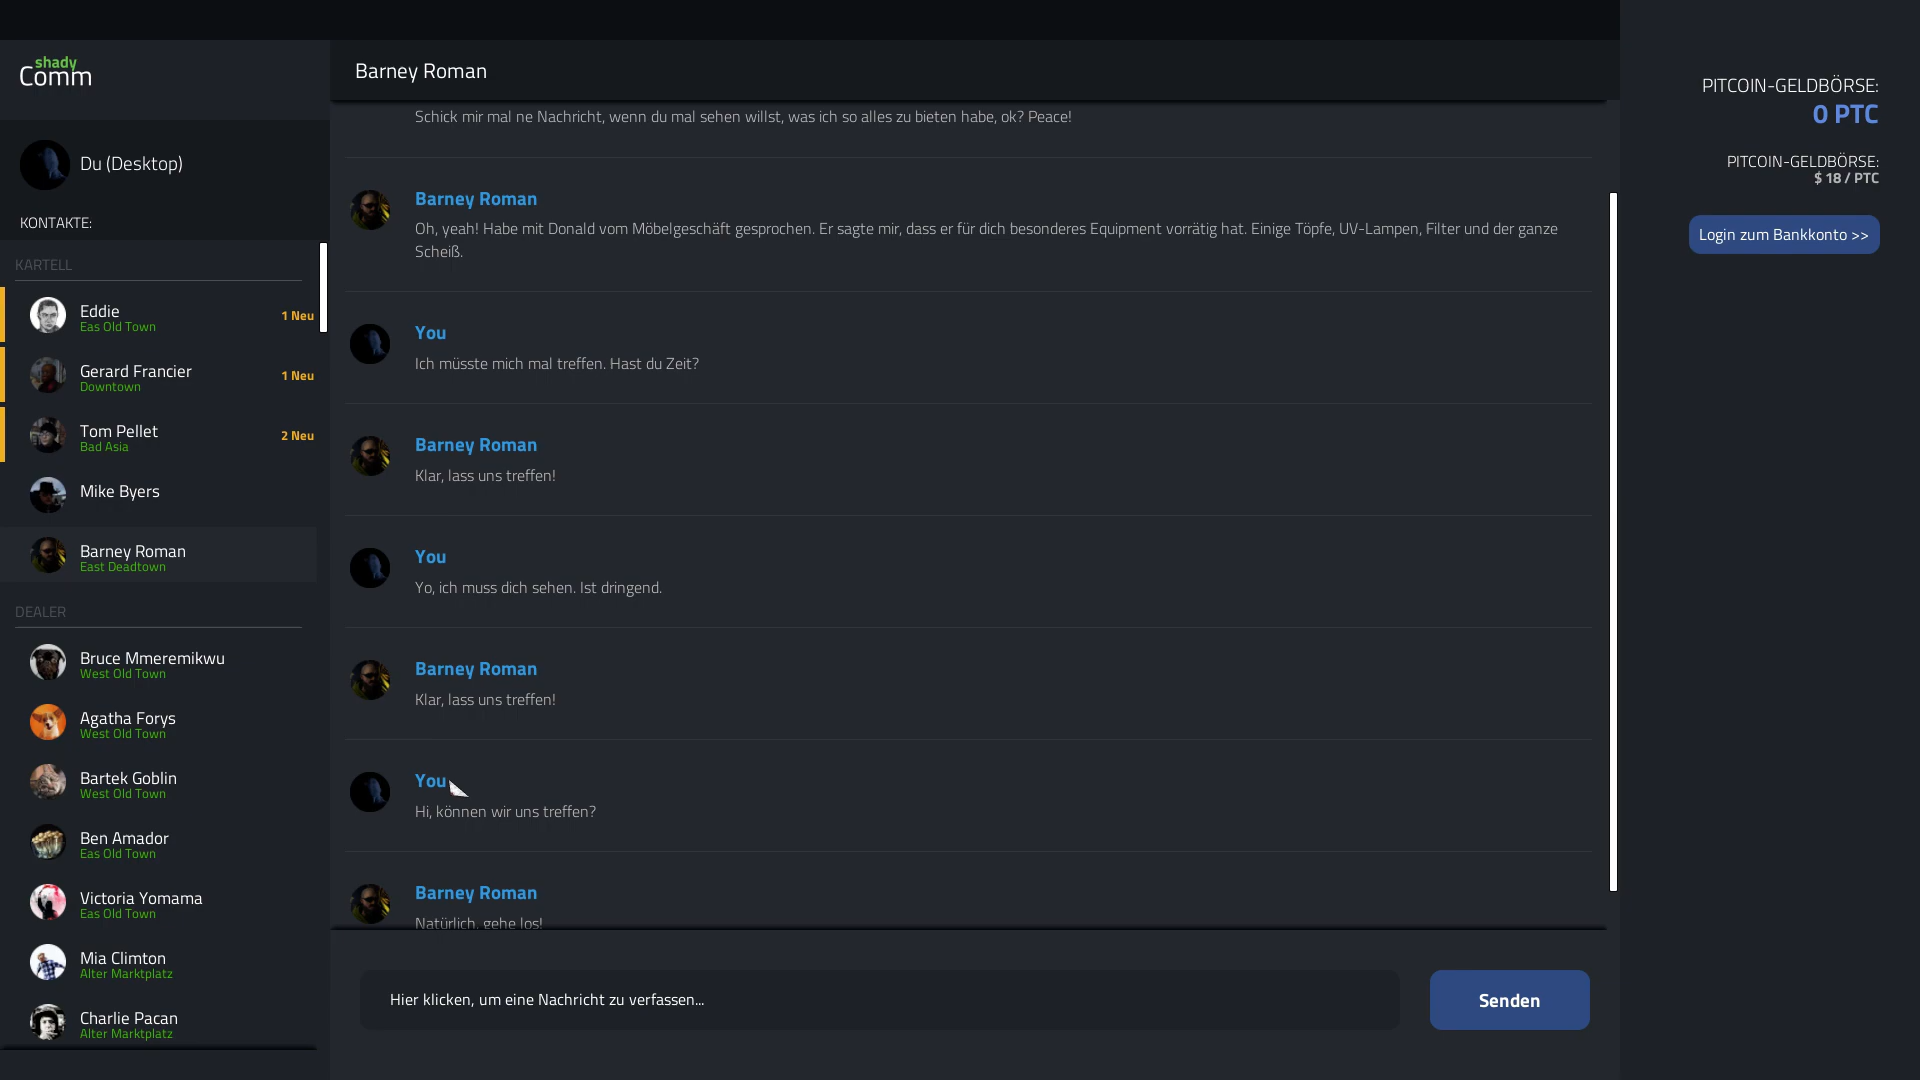 shady
Comm
Du (Desktop)
KONTAKTE:
KARTELL
Eddie
Eas Old Town
1 Neu
Gerard Francier
Downtown
1 Neu
Tom Pellet
Bad Asia
2 Neu
Mike Byers
Barney Roman
East Deadtown
DEALER
Bruce Mmeremikwu
West Old Town
Agatha Forys
West Old Town
Bartek Goblin
West Old Town
Ben Amador
Eas Old Town
Victoria Yomama
Eas Old Town
Mia Climton
Alter Marktplatz
Charlie Pacan
Alter Marktplatz
Barney Roman
Schick mir mal ne Nachricht, wenn du mal sehen willst, was ich so alles zu bieten habe, ok? Peace!
Barney Roman
Oh, yeah! Habe mit Donald vom Möbelgeschäft gesprochen. Er sagte mir, dass er für dich besonderes Equipment vorrätig hat. Einige Töpfe, UV-Lampen, Filter und der ganze
Scheiß.
You
Ich müsste mich mal treffen. Hast du Zeit?
Barney Roman
Klar, lass uns treffen!
You
Yo, ich muss dich sehen. Ist dringend.
Barney Roman
Klar, lass uns treffen!
You
Hi, können wir uns treffen?
Barney Roman
Natürlich, gehe los!
Hier klicken, um eine Nachricht zu verfassen...
Senden
PITCOIN-GELDBÖRSE:
0 PTC
PITCOIN-GELDBÖRSE:
$ 18 / PTC
Login zum Bankkonto >>